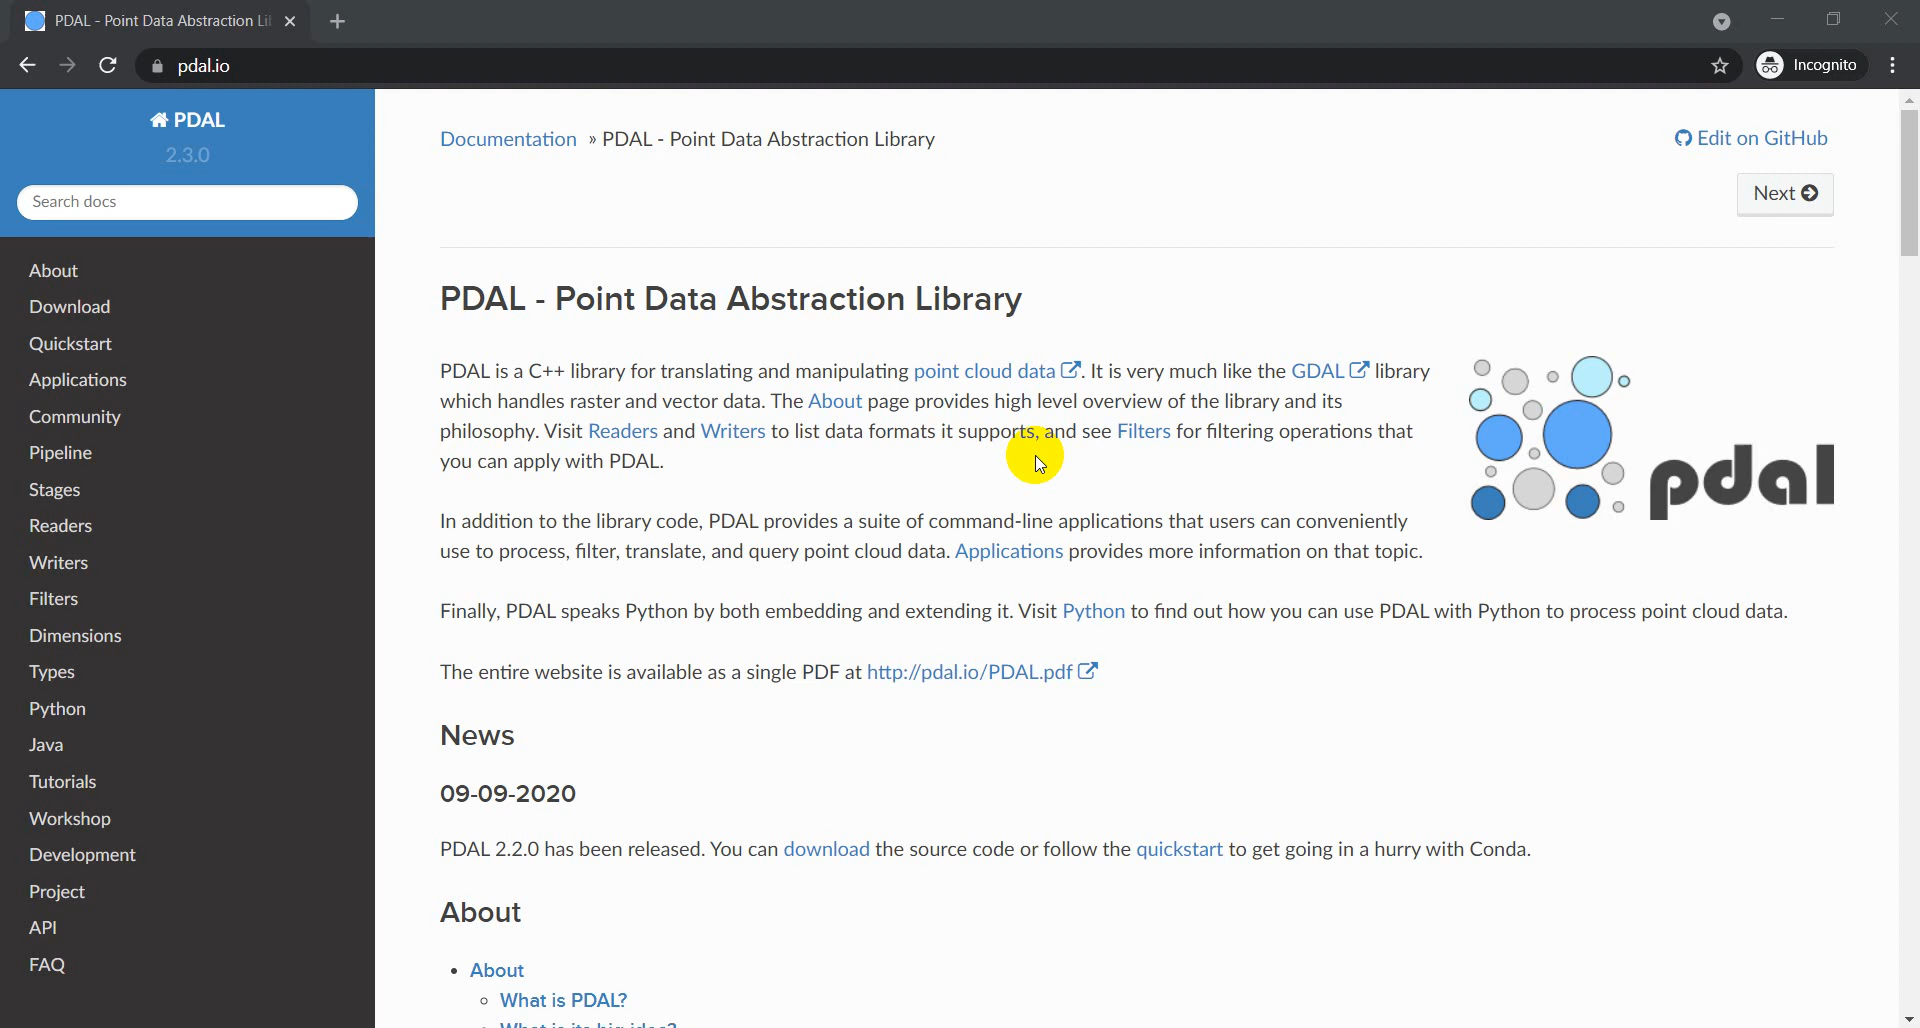 PDAL - Point Data Abstraction Li
pdal.io
Incognito
PDAL
2.3.0
Search docs
About
Download
Quickstart
Applications
Community
Pipeline
Stages
Readers
Writers
Filters
Dimensions
Types
Python
Java
Tutorials
Workshop
Development
Project
API
FAQ
Documentation » PDAL - Point Data Abstraction Library
Edit on GitHub
Next
PDAL - Point Data Abstraction Library
PDAL is a C++ library for translating and manipulating point cloud data. It is very much like the GDAL library
which handles raster and vector data. The About page provides high level overview of the library and its
philosophy. Visit Readers and Writers to list data formats it supports, and see Filters for filtering operations that
you can apply with PDAL.
pdal
In addition to the library code, PDAL provides a suite of command-line applications that users can conveniently
use to process, filter, translate, and query point cloud data. Applications provides more information on that topic.
Finally, PDAL speaks Python by both embedding and extending it. Visit Python to find out how you can use PDAL with Python to process point cloud data.
The entire website is available as a single PDF at http://pdal.io/PDAL.pdf
News
09-09-2020
PDAL 2.2.0 has been released. You can download the source code or follow the quickstart to get going in a hurry with Conda.
About
• About
◦ What is PDAL?